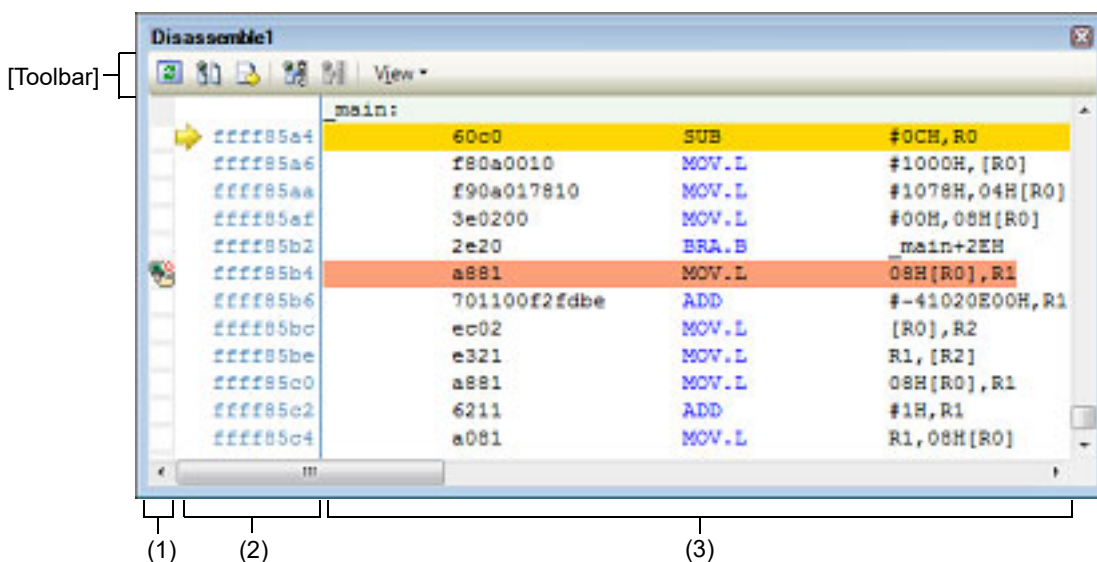 Disassemble1
[Toolbar]
View
_main:
ffff85a4 60c0 SUB #0CH,R0
ffff85a6 f80a0010 MOV.L #1000H,[R0]
ffff85aa f90a017810 MOV.L #1078H,04H[R0]
ffff85af 3e0200 MOV.L #00H,08H[R0]
ffff85b2 2e20 BRA.B _main+2EH
ffff85b4 a881 MOV.L 08H[R0],R1
ffff85b6 701100f2fdbe ADD #-41020E00H,R1
ffff85bc ec02 MOV.L [R0],R2
ffff85be e321 MOV.L R1,[R2]
ffff85c0 a881 MOV.L 08H[R0],R1
ffff85c2 6211 ADD #1H,R1
ffff85c4 a081 MOV.L R1,08H[R0]
(1) (2) (3)